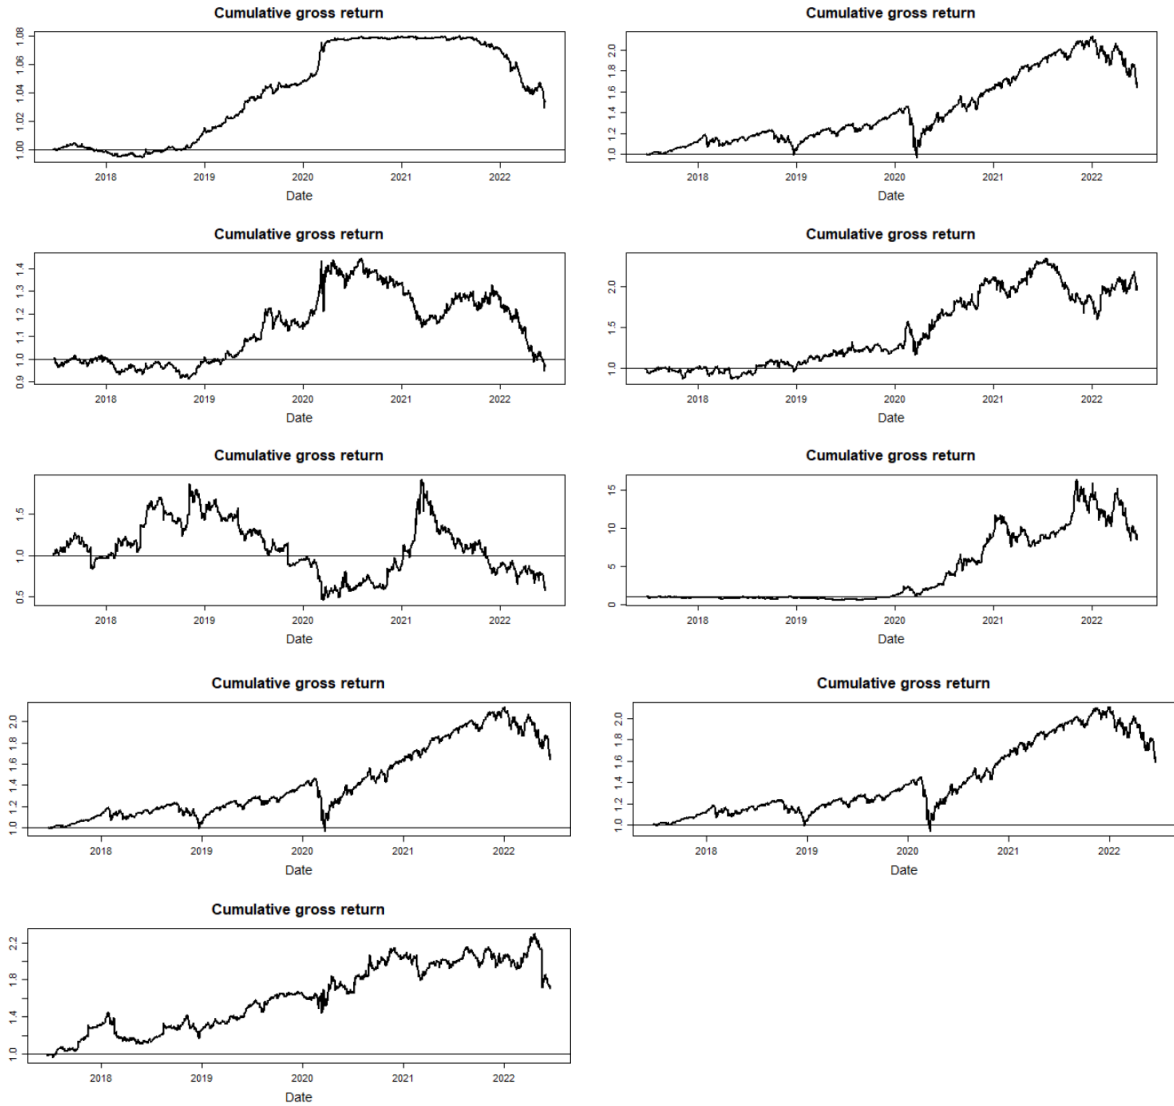 Cumulative gross return
1.00 1.02 1.04 1.06 1.08
2018 2019 2020 2021 2022
Date
Cumulative gross return
1.0 1.2 1.4 1.6 1.8 2.0
2018 2019 2020 2021 2022
Date
Cumulative gross return
0.9 1.0 1.1 1.2 1.3 1.4
2018 2019 2020 2021 2022
Date
Cumulative gross return
1.0 1.5 2.0
2018 2019 2020 2021 2022
Date
Cumulative gross return
0.5 1.0 1.5
2018 2019 2020 2021 2022
Date
Cumulative gross return
0 5 10 15
2018 2019 2020 2021 2022
Date
Cumulative gross return
1.0 1.2 1.4 1.6 2.0
2018 2019 2020 2021 2022
Date
Cumulative gross return
1.0 1.2 1.4 1.6 1.8 2.0
2018 2019 2020 2021 2022
Date
Cumulative gross return
1.0 1.4 1.8 2.2
2018 2019 2020 2021 2022
Date